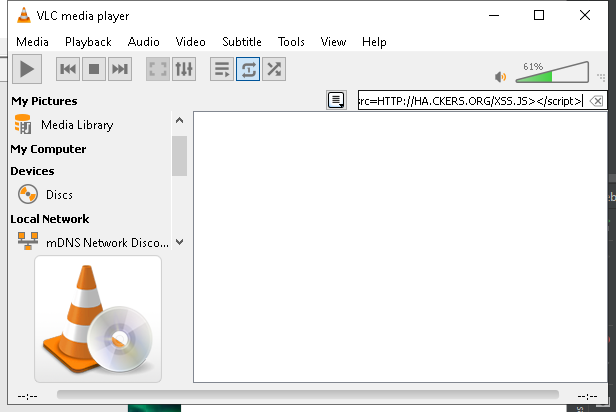 VLC media player
Media Playback Audio Video Subtitle Tools View Help
61%
My Pictures
src=HTTP://HA.CKERS.ORG/XSS.JS></script>
Media Library
My Computer
Devices
Discs
Local Network
mDNS Network Disco...
--:-- --:--